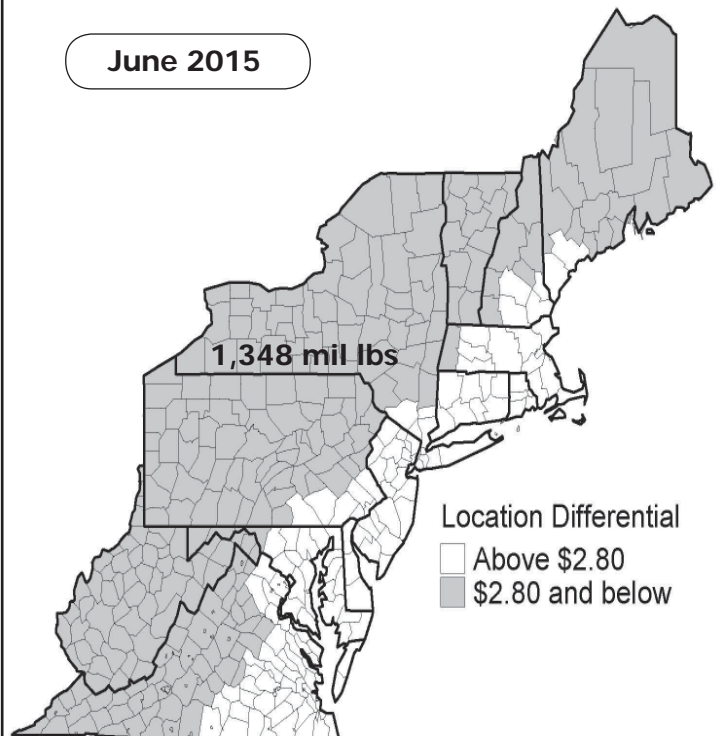 June 2015
1,348 mil lbs
Location Differential
Above $2.80
$2.80 and below